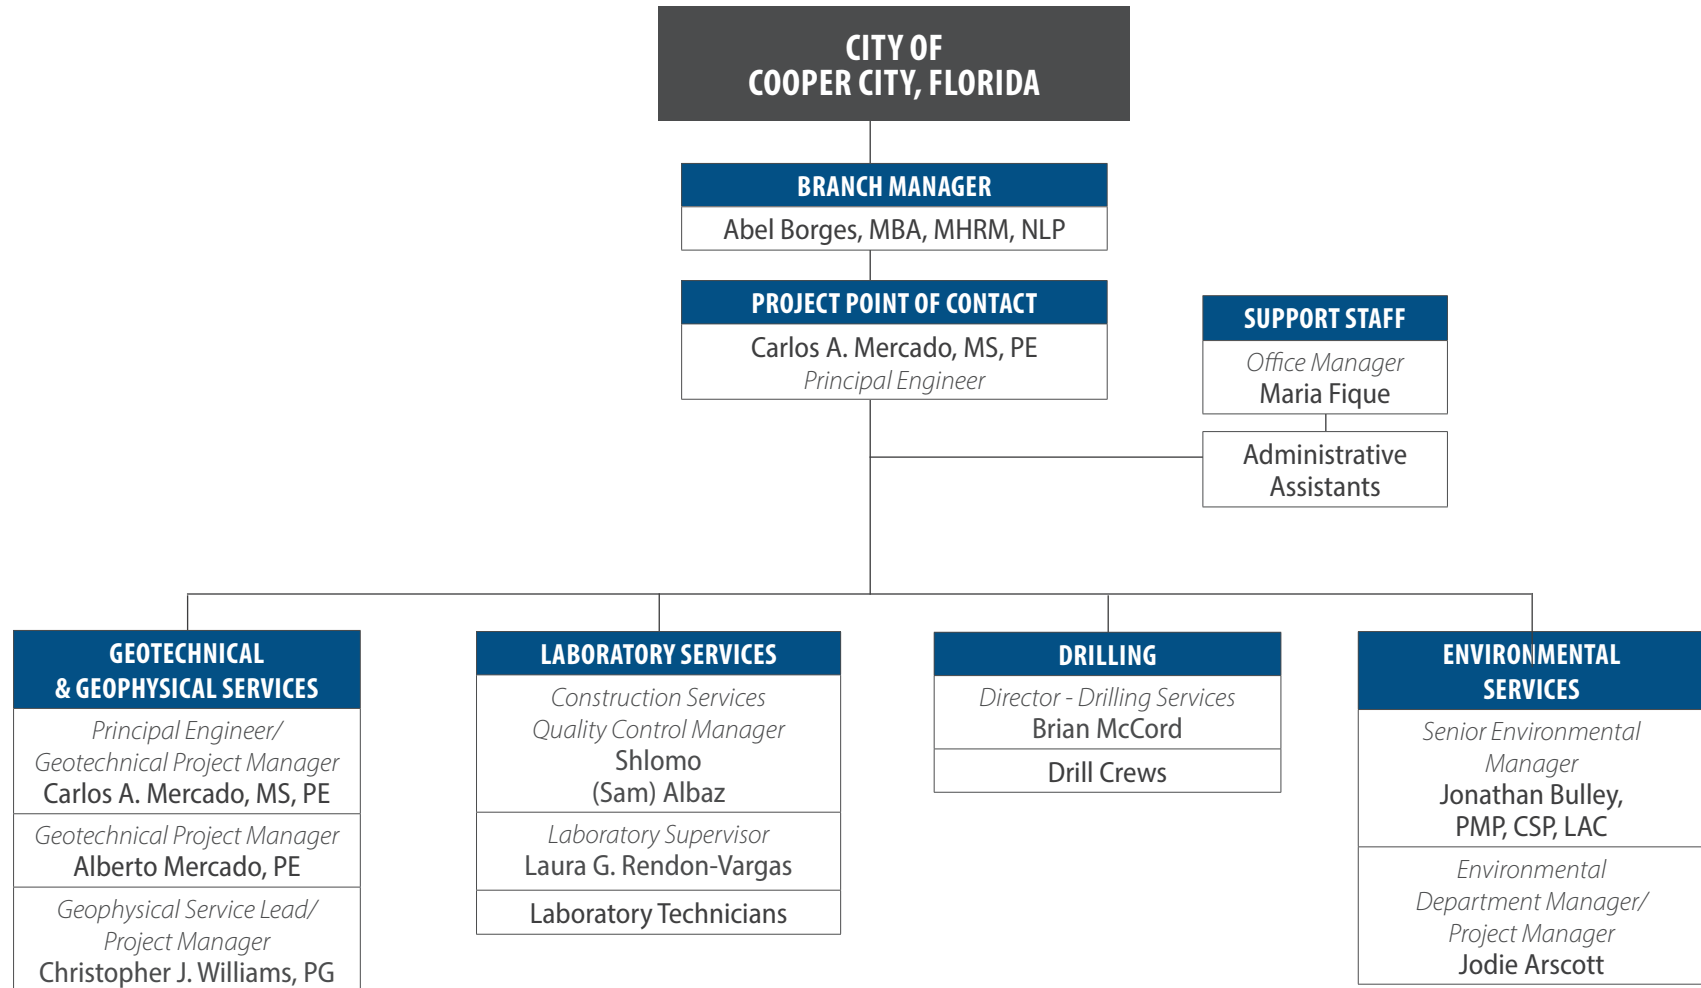 CITY OF
COOPER CITY, FLORIDA
BRANCH MANAGER
Abel Borges, MBA, MHRM, NLP
PROJECT POINT OF CONTACT
Carlos A. Mercado, MS, PE
Principal Engineer
SUPPORT STAFF
Office Manager
Maria Fique
Administrative
Assistants
GEOTECHNICAL
& GEOPHYSICAL SERVICES
Principal Engineer/
Geotechnical Project Manager
Carlos A. Mercado, MS, PE
Geotechnical Project Manager
Alberto Mercado, PE
Geophysical Service Lead/
Project Manager
Christopher J. Williams, PG
LABORATORY SERVICES
Construction Services
Quality Control Manager
Shlomo
(Sam) Albaz
Laboratory Supervisor
Laura G. Rendon-Vargas
Laboratory Technicians
DRILLING
Director - Drilling Services
Brian McCord
Drill Crews
ENVIRONMENTAL
SERVICES
Senior Environmental
Manager
Jonathan Bulley,
PMP, CSP, LAC
Environmental
Department Manager/
Project Manager
Jodie Arscott